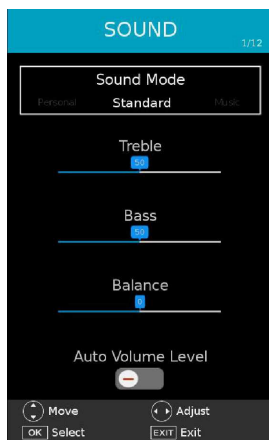 SOUND
1/12
Sound Mode
Personal Standard Music
Treble
50
Bass
50
Balance
0
Auto Volume Level
Move Adjust
OK Select EXIT Exit